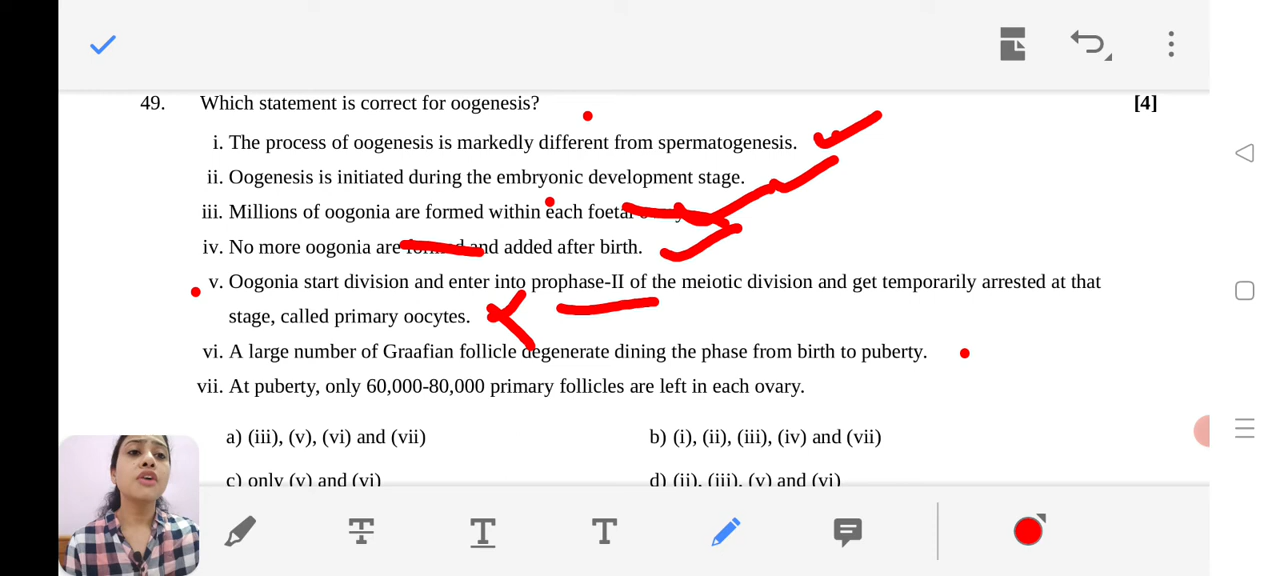 49. Which statement is correct for oogenesis? [4]
i. The process of oogenesis is markedly different from spermatogenesis.
ii. Oogenesis is initiated during the embryonic development stage.
iii. Millions of oogonia are formed within each foetal ovary
iv. No more oogonia are formed and added after birth.
v. Oogonia start division and enter into prophase-II of the meiotic division and get temporarily arrested at that
stage, called primary oocytes.
vi. A large number of Graafian follicle degenerate dining the phase from birth to puberty.
vii. At puberty, only 60,000-80,000 primary follicles are left in each ovary.
a) (iii), (v), (vi) and (vii) b) (i), (ii), (iii), (iv) and (vii)
c) only (v) and (vi) d) (ii), (iii), (v) and (vi)
T T T